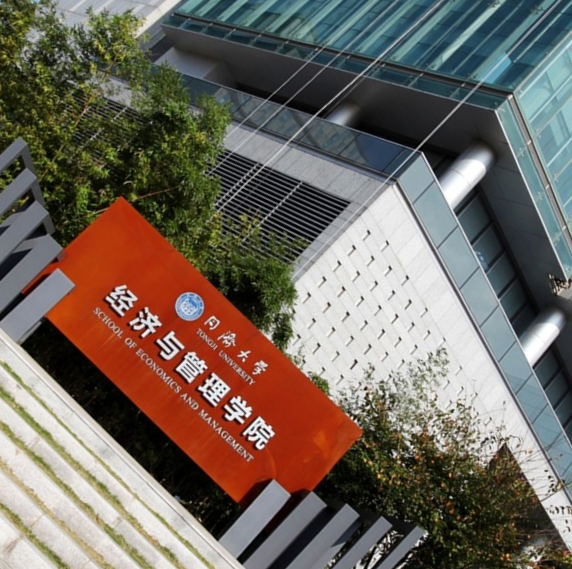 同济大学
TONGJI UNIVERSITY
经济与管理学院
SCHOOL OF ECONOMICS AND MANAGEMENT